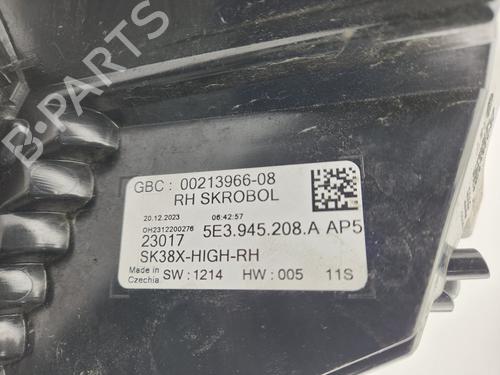 B-PARTS
GBC : 00213966-08
RH SKROBOL
20.12.2023 06:42:57
OH2312200276
23017 5E3.945.208.A AP5
SK38X-HIGH-RH
Made in Czechia SW : 1214 HW : 005 11S